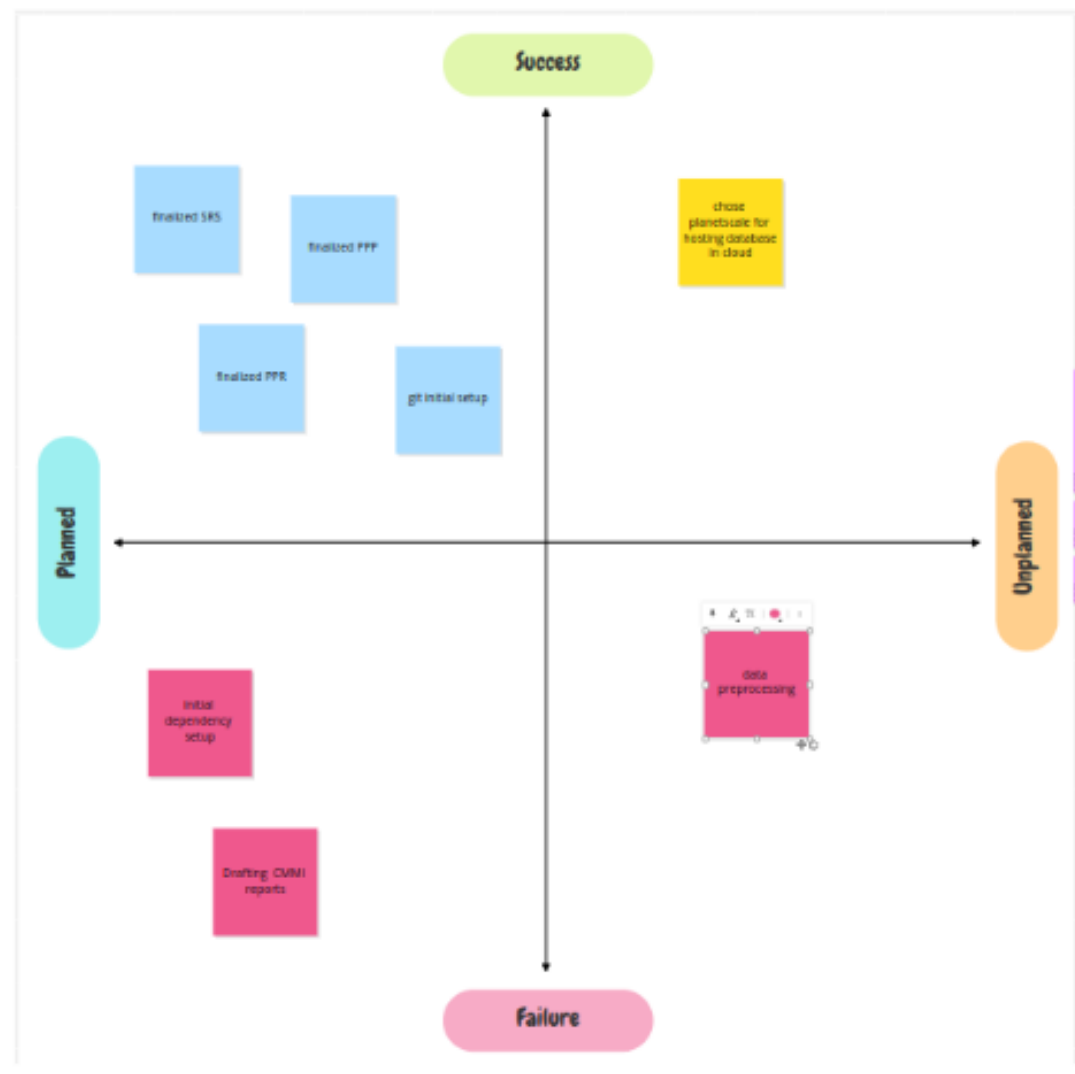 Success
finalized SRS
finalized PPP
chose
planetscale for
hosting database
in cloud
finalized PPR
git initial setup
Planned
Unplanned
data
preprocessing
initial
dependency
setup
Drafting CMMI
reports
Failure